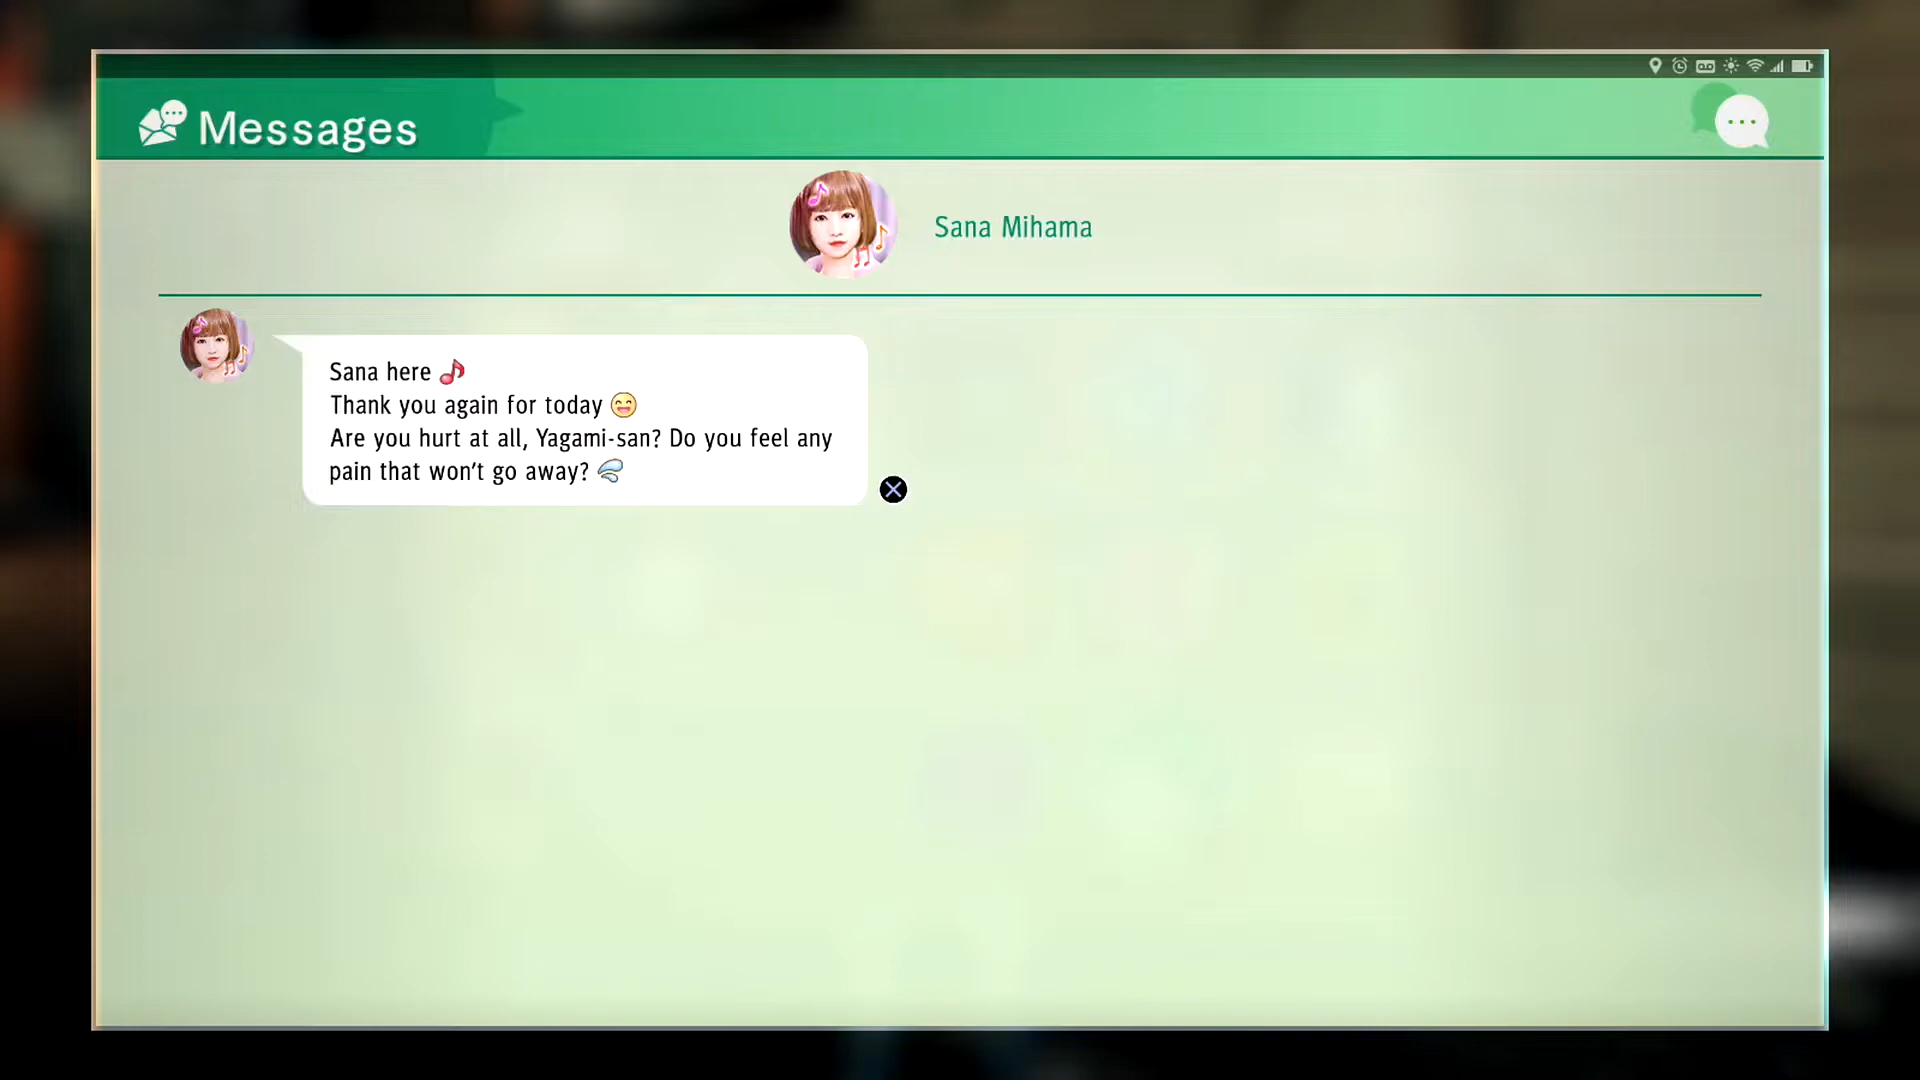 Messages
Sana Mihama
Sana here 🎵
Thank you again for today 😄
Are you hurt at all, Yagami-san? Do you feel any
pain that won't go away? 💦